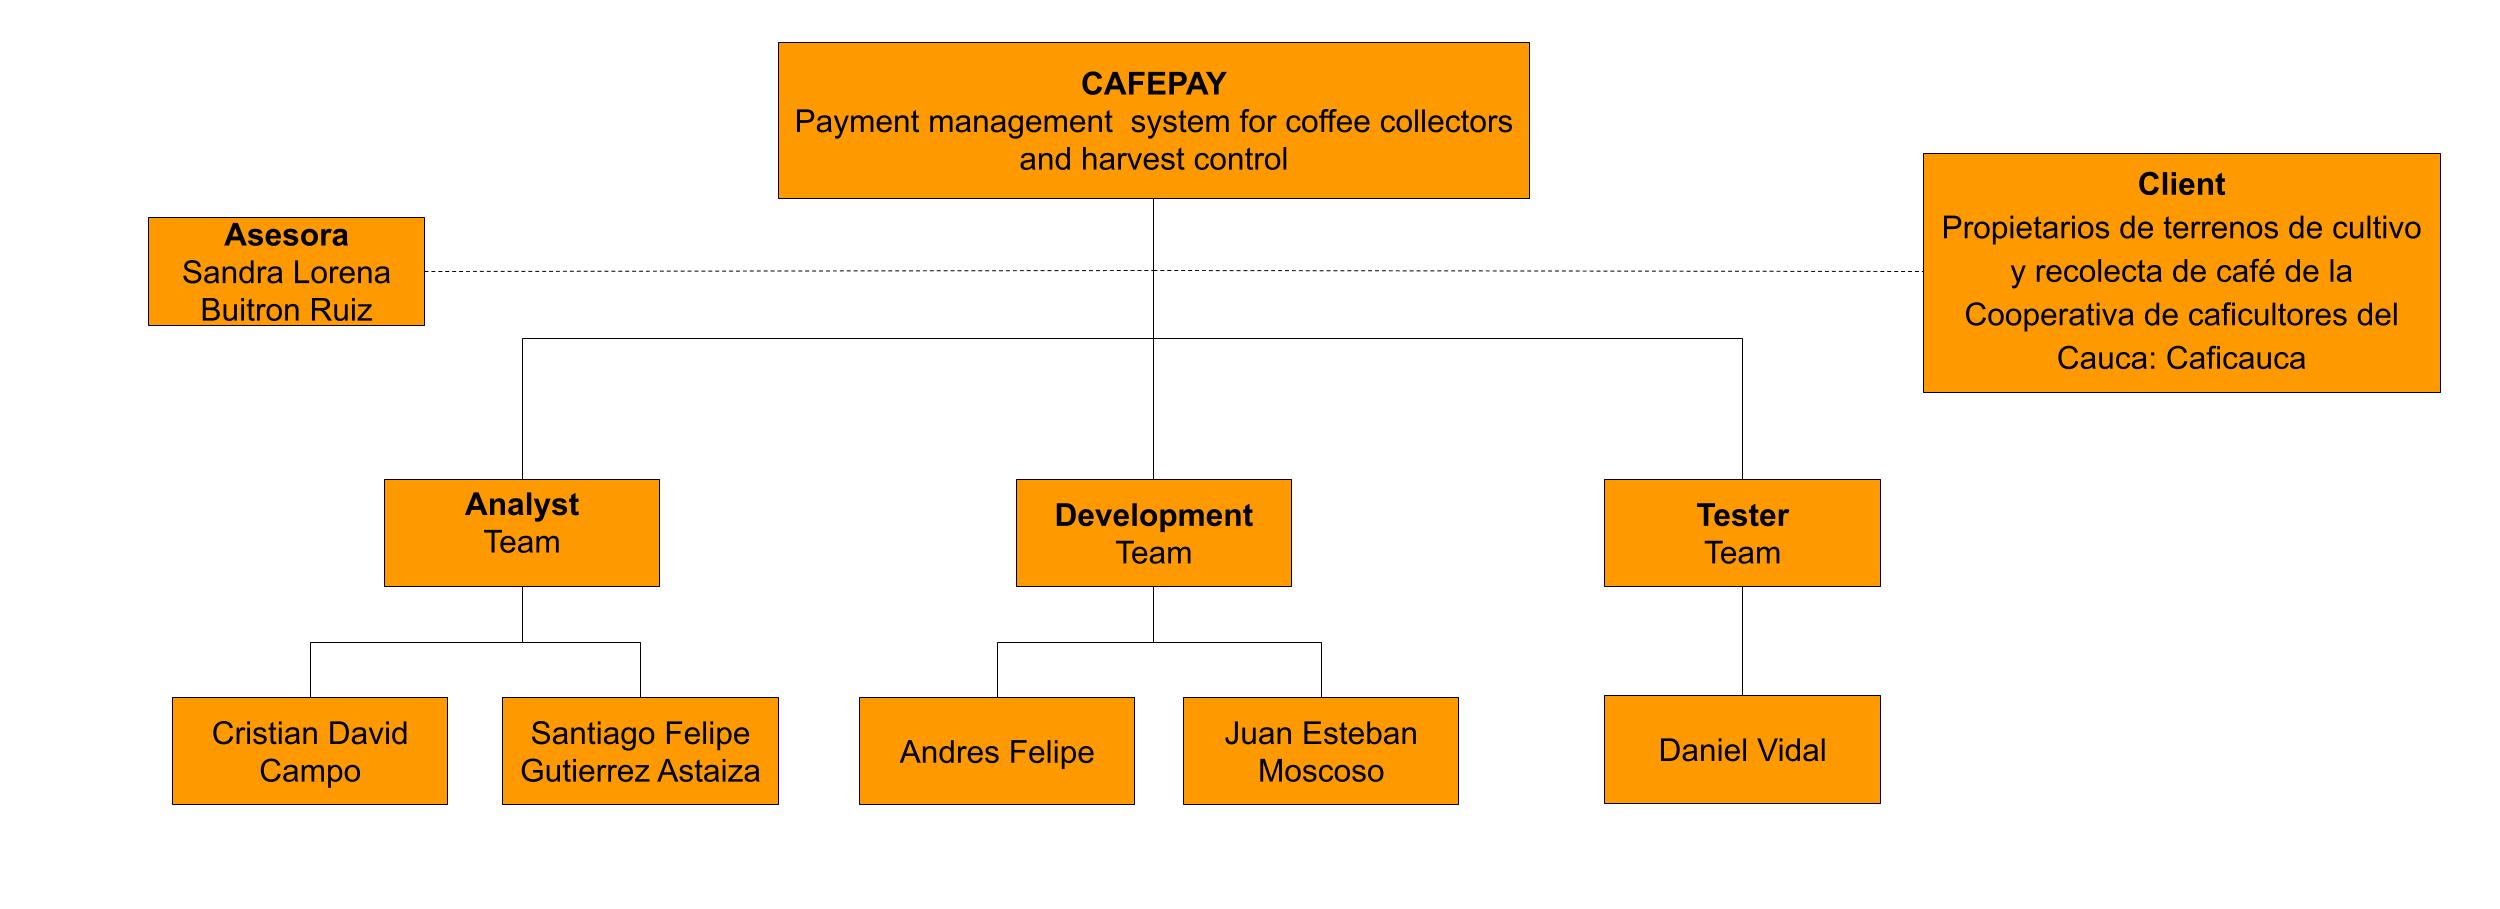 CAFEPAY
Payment management system for coffee collectors
and harvest control
Client
Propietarios de terrenos de cultivo
y recolecta de café de la
Cooperativa de caficultores del
Cauca: Caficauca
Asesora
Sandra Lorena
Buitron Ruiz
Analyst
Team
Development
Team
Tester
Team
Cristian David
Campo
Santiago Felipe
Gutierrez Astaiza
Andres Felipe
Juan Esteban
Moscoso
Daniel Vidal